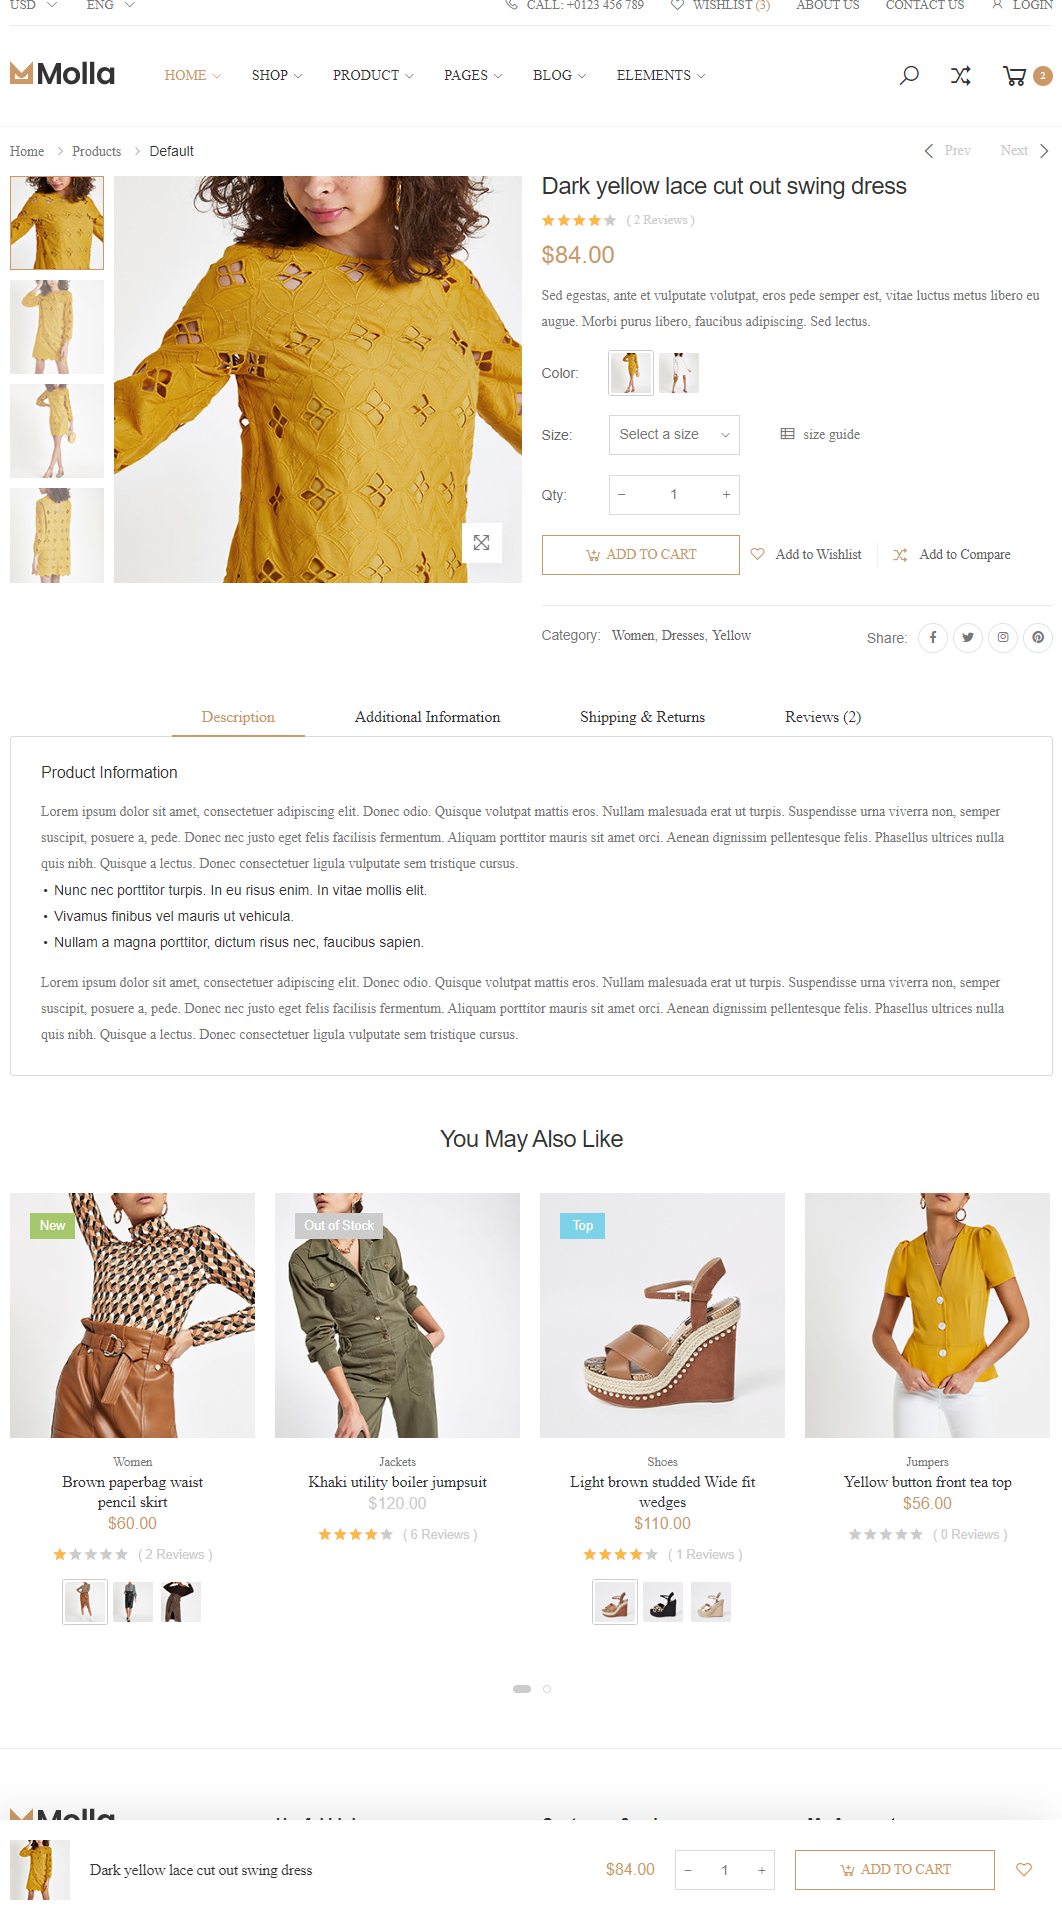 USD ENG CALL: +0123 456 789 WISHLIST (3) ABOUT US CONTACT US LOGIN
Molla HOME SHOP PRODUCT PAGES BLOG ELEMENTS 2
Home > Products > Default Prev Next
Dark yellow lace cut out swing dress
( 2 Reviews )
$84.00
Sed egestas, ante et vulputate volutpat, eros pede semper est, vitae luctus metus libero eu
augue. Morbi purus libero, faucibus adipiscing. Sed lectus.
Color:
Size: Select a size size guide
Qty: − 1 +
ADD TO CART Add to Wishlist Add to Compare
Category: Women, Dresses, Yellow Share:
Description Additional Information Shipping & Returns Reviews (2)
Product Information
Lorem ipsum dolor sit amet, consectetuer adipiscing elit. Donec odio. Quisque volutpat mattis eros. Nullam malesuada erat ut turpis. Suspendisse urna viverra non, semper
suscipit, posuere a, pede. Donec nec justo eget felis facilisis fermentum. Aliquam porttitor mauris sit amet orci. Aenean dignissim pellentesque felis. Phasellus ultrices nulla
quis nibh. Quisque a lectus. Donec consectetuer ligula vulputate sem tristique cursus.
• Nunc nec porttitor turpis. In eu risus enim. In vitae mollis elit.
• Vivamus finibus vel mauris ut vehicula.
• Nullam a magna porttitor, dictum risus nec, faucibus sapien.
Lorem ipsum dolor sit amet, consectetuer adipiscing elit. Donec odio. Quisque volutpat mattis eros. Nullam malesuada erat ut turpis. Suspendisse urna viverra non, semper
suscipit, posuere a, pede. Donec nec justo eget felis facilisis fermentum. Aliquam porttitor mauris sit amet orci. Aenean dignissim pellentesque felis. Phasellus ultrices nulla
quis nibh. Quisque a lectus. Donec consectetuer ligula vulputate sem tristique cursus.
You May Also Like
New
Women
Brown paperbag waist
pencil skirt
$60.00
( 2 Reviews )
Out of Stock
Jackets
Khaki utility boiler jumpsuit
$120.00
( 6 Reviews )
Top
Shoes
Light brown studded Wide fit
wedges
$110.00
( 1 Reviews )
Jumpers
Yellow button front tea top
$56.00
( 0 Reviews )
Molla
Dark yellow lace cut out swing dress $84.00 − 1 + ADD TO CART